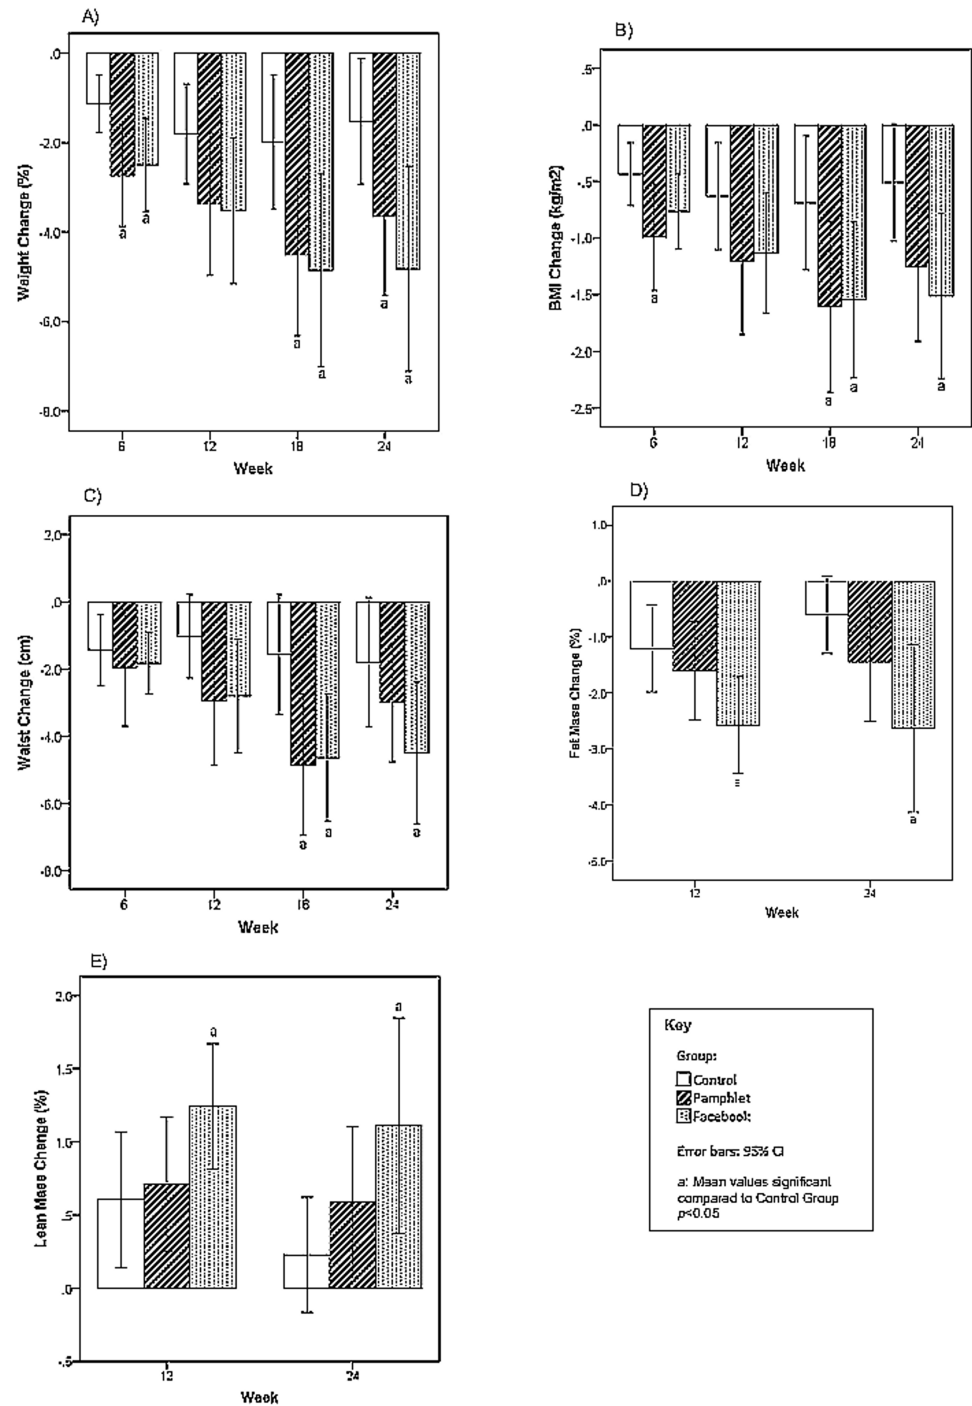 A)
.0
-2.0
-4.0
-6.0
-8.0
Weight Change (%)
a
a
a
a
a
a
6
12
18
24
Week
B)
.5
.0
-.5
-1.0
-1.5
-2.0
-2.5
BMI Change (kg/m2)
a
a
a
a
6
12
18
24
Week
C)
2.0
.0
-2.0
-4.0
-6.0
-8.0
Waist Change (cm)
a
a
a
6
12
18
24
Week
D)
1.0
.0
-1.0
-2.0
-3.0
-4.0
-5.0
Fat Mass Change (%)
a
12
24
Week
E)
2.0
1.5
1.0
.5
.0
-.5
Lean Mass Change (%)
a
a
12
24
Week
Key
Group:
Control
Pamphlet
Facebook
Error bars: 95% CI
a: Mean values significant
compared to Control Group
p<0.05